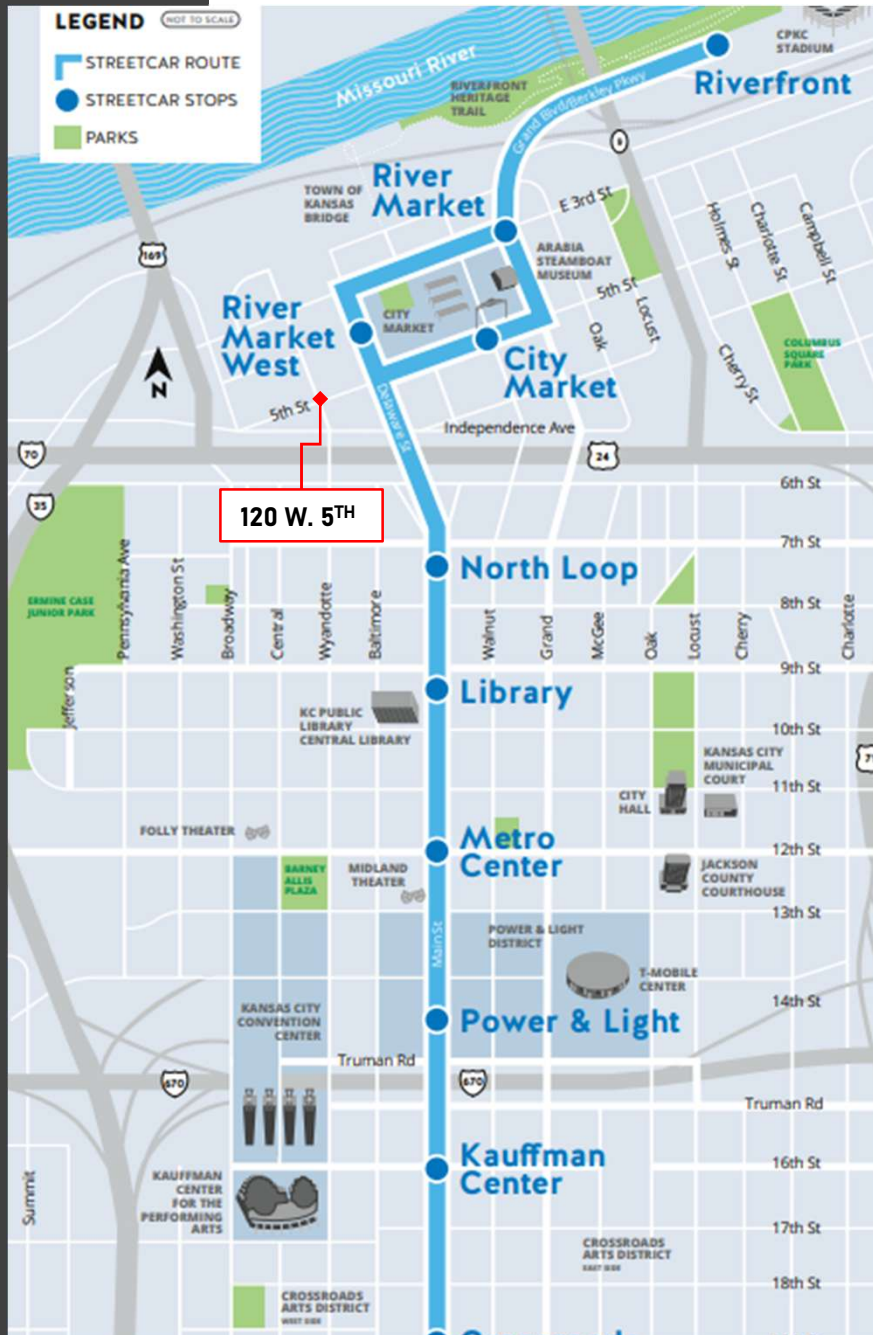 LEGEND
NOT TO SCALE
STREETCAR ROUTE
STREETCAR STOPS
PARKS
Missouri River
RIVERFRONT
HERITAGE
TRAIL
CPKC
STADIUM
Riverfront
Grand Blvd/Berkley Pkwy
9
TOWN OF
KANSAS
BRIDGE
River
Market
E 3rd St
Holmes St
Charlotte St
Campbell St
169
ARABIA
STEAMBOAT
MUSEUM
5th St
Locust
Oak
River
Market
West
CITY
MARKET
City
Market
Cherry St
COLUMBUS
SQUARE
PARK
N
5th St
Delaware St
Independence Ave
70
24
35
6th St
120 W. 5TH
7th St
North Loop
ERMINE CASE
JUNIOR PARK
8th St
Pennsylvania Ave
Washington St
Broadway
Central
Wyandotte
Baltimore
Walnut
Grand
McGee
Oak
Locust
Cherry
Charlotte
9th St
Jefferson
Library
KC PUBLIC
LIBRARY
CENTRAL LIBRARY
10th St
KANSAS CITY
MUNICIPAL
COURT
11th St
CITY
HALL
FOLLY THEATER
Metro
Center
12th St
BARNEY
ALLIS
PLAZA
MIDLAND
THEATER
JACKSON
COUNTY
COURTHOUSE
13th St
Main St
POWER & LIGHT
DISTRICT
T-MOBILE
CENTER
14th St
KANSAS CITY
CONVENTION
CENTER
Power & Light
Truman Rd
670
670
Truman Rd
Kauffman
Center
16th St
KAUFFMAN
CENTER
FOR THE
PERFORMING
ARTS
Summit
17th St
CROSSROADS
ARTS DISTRICT
EAST SIDE
18th St
CROSSROADS
ARTS DISTRICT
WEST SIDE